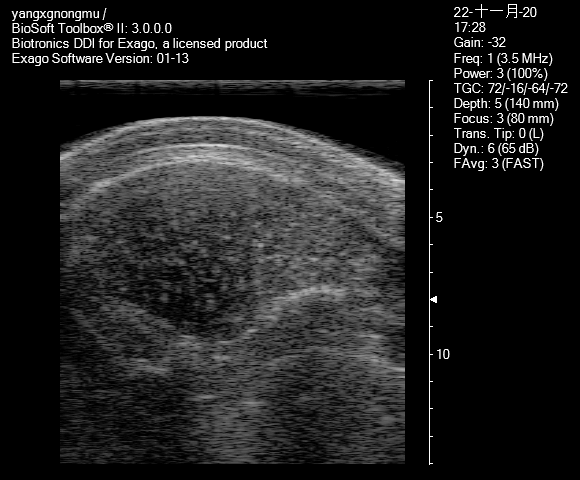 yangxgnongmu /
BioSoft Toolbox® II: 3.0.0.0
Biotronics DDI for Exago, a licensed product
Exago Software Version: 01-13
22-十一月-20
17:28
Gain: -32
Freq: 1 (3.5 MHz)
Power: 3 (100%)
TGC: 72/-16/-64/-72
Depth: 5 (140 mm)
Focus: 3 (80 mm)
Trans. Tip: 0 (L)
Dyn.: 6 (65 dB)
FAvg: 3 (FAST)
5
10